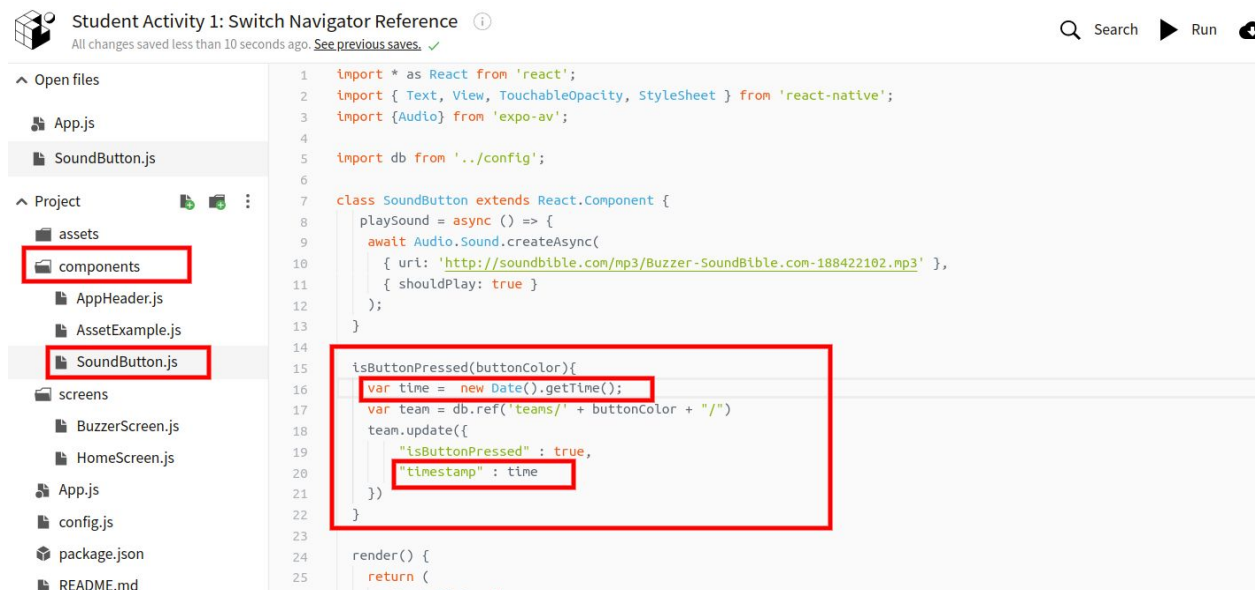 Student Activity 1: Switch Navigator Reference
All changes saved less than 10 seconds ago. See previous saves.
Search
Run
Open files
App.js
SoundButton.js
Project
assets
components
AppHeader.js
AssetExample.js
SoundButton.js
screens
BuzzerScreen.js
HomeScreen.js
App.js
config.js
package.json
README.md
1 import * as React from 'react';
2 import { Text, View, TouchableOpacity, StyleSheet } from 'react-native';
3 import {Audio} from 'expo-av';
4
5 import db from '../config';
6
7 class SoundButton extends React.Component {
8 playSound = async () => {
9 await Audio.Sound.createAsync(
10 { uri: 'http://soundbible.com/mp3/Buzzer-SoundBible.com-188422102.mp3' },
11 { shouldPlay: true }
12 );
13 }
14
15 isButtonPressed(buttonColor){
16 var time = new Date().getTime();
17 var team = db.ref('teams/' + buttonColor + "/")
18 team.update({
19 "isButtonPressed" : true,
20 "timestamp" : time
21 })
22 }
23
24 render() {
25 return (